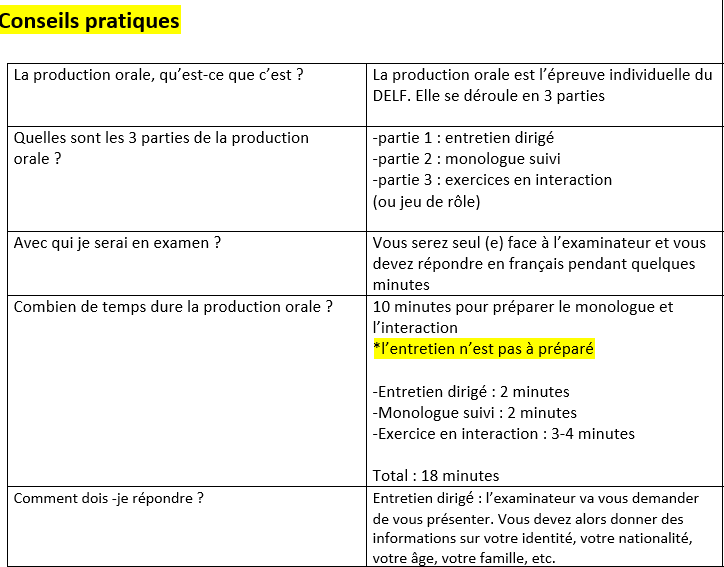 Conseils pratiques
La production orale, qu’est-ce que c’est ?
La production orale est l’épreuve individuelle du
DELF. Elle se déroule en 3 parties
Quelles sont les 3 parties de la production
orale ?
-partie 1 : entretien dirigé
-partie 2 : monologue suivi
-partie 3 : exercices en interaction
(ou jeu de rôle)
Avec qui je serai en examen ?
Vous serez seul (e) face à l’examinateur et vous
devez répondre en français pendant quelques
minutes
Combien de temps dure la production orale ?
10 minutes pour préparer le monologue et
l’interaction
*l’entretien n’est pas à préparé
-Entretien dirigé : 2 minutes
-Monologue suivi : 2 minutes
-Exercice en interaction : 3-4 minutes
Total : 18 minutes
Comment dois -je répondre ?
Entretien dirigé : l’examinateur va vous demander
de vous présenter. Vous devez alors donner des
informations sur votre identité, votre nationalité,
votre âge, votre famille, etc.